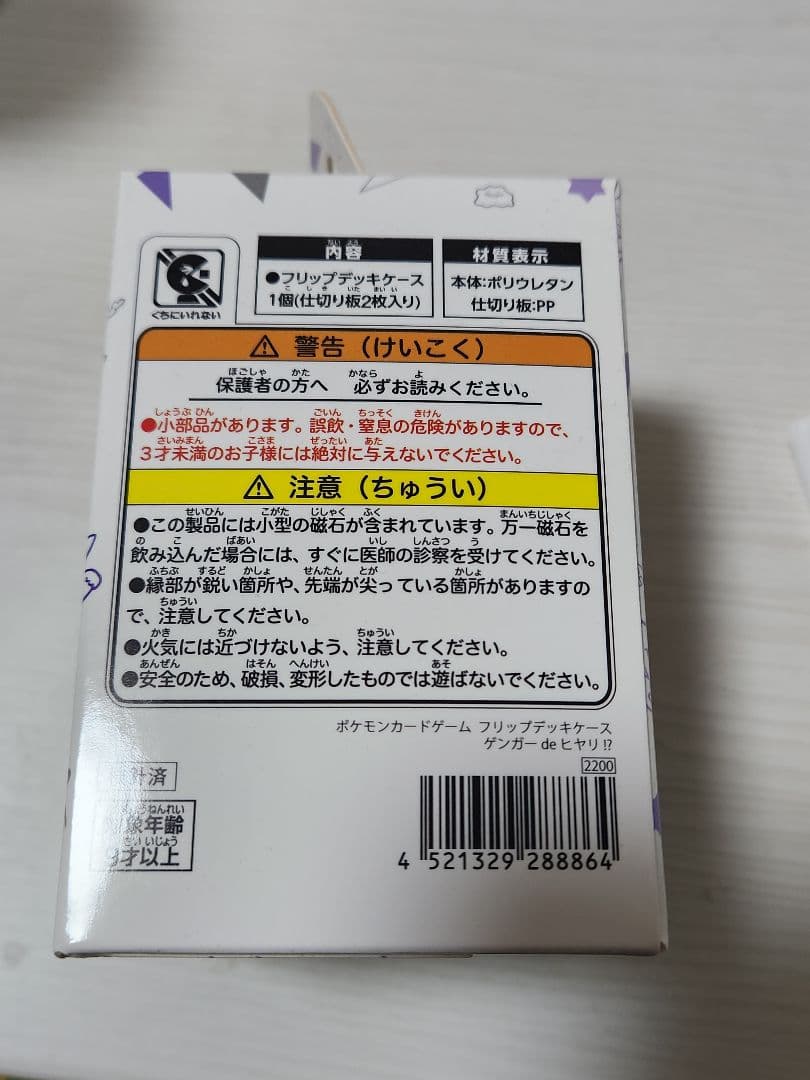 くちにいれない
内容
●フリップデッキケース
1個(仕切り板2枚入り)
材質表示
本体:ポリウレタン
仕切り板:PP
警告（けいこく）
保護者の方へ 必ずお読みください。
●小部品があります。誤飲・窒息の危険がありますので、
3才未満のお子様には絶対に与えないでください。
注意（ちゅうい）
●この製品には小型の磁石が含まれています。万一磁石を
飲み込んだ場合には、すぐに医師の診察を受けてください。
●縁部が鋭い箇所や、先端が尖っている箇所がありますの
で、注意してください。
●火気には近づけないよう、注意してください。
●安全のため、破損、変形したものでは遊ばないでください。
ポケモンカードゲーム フリップデッキケース
ゲンガー de ヒヤリ!?
2200
済
象年齢
才以上
4 521329 288864